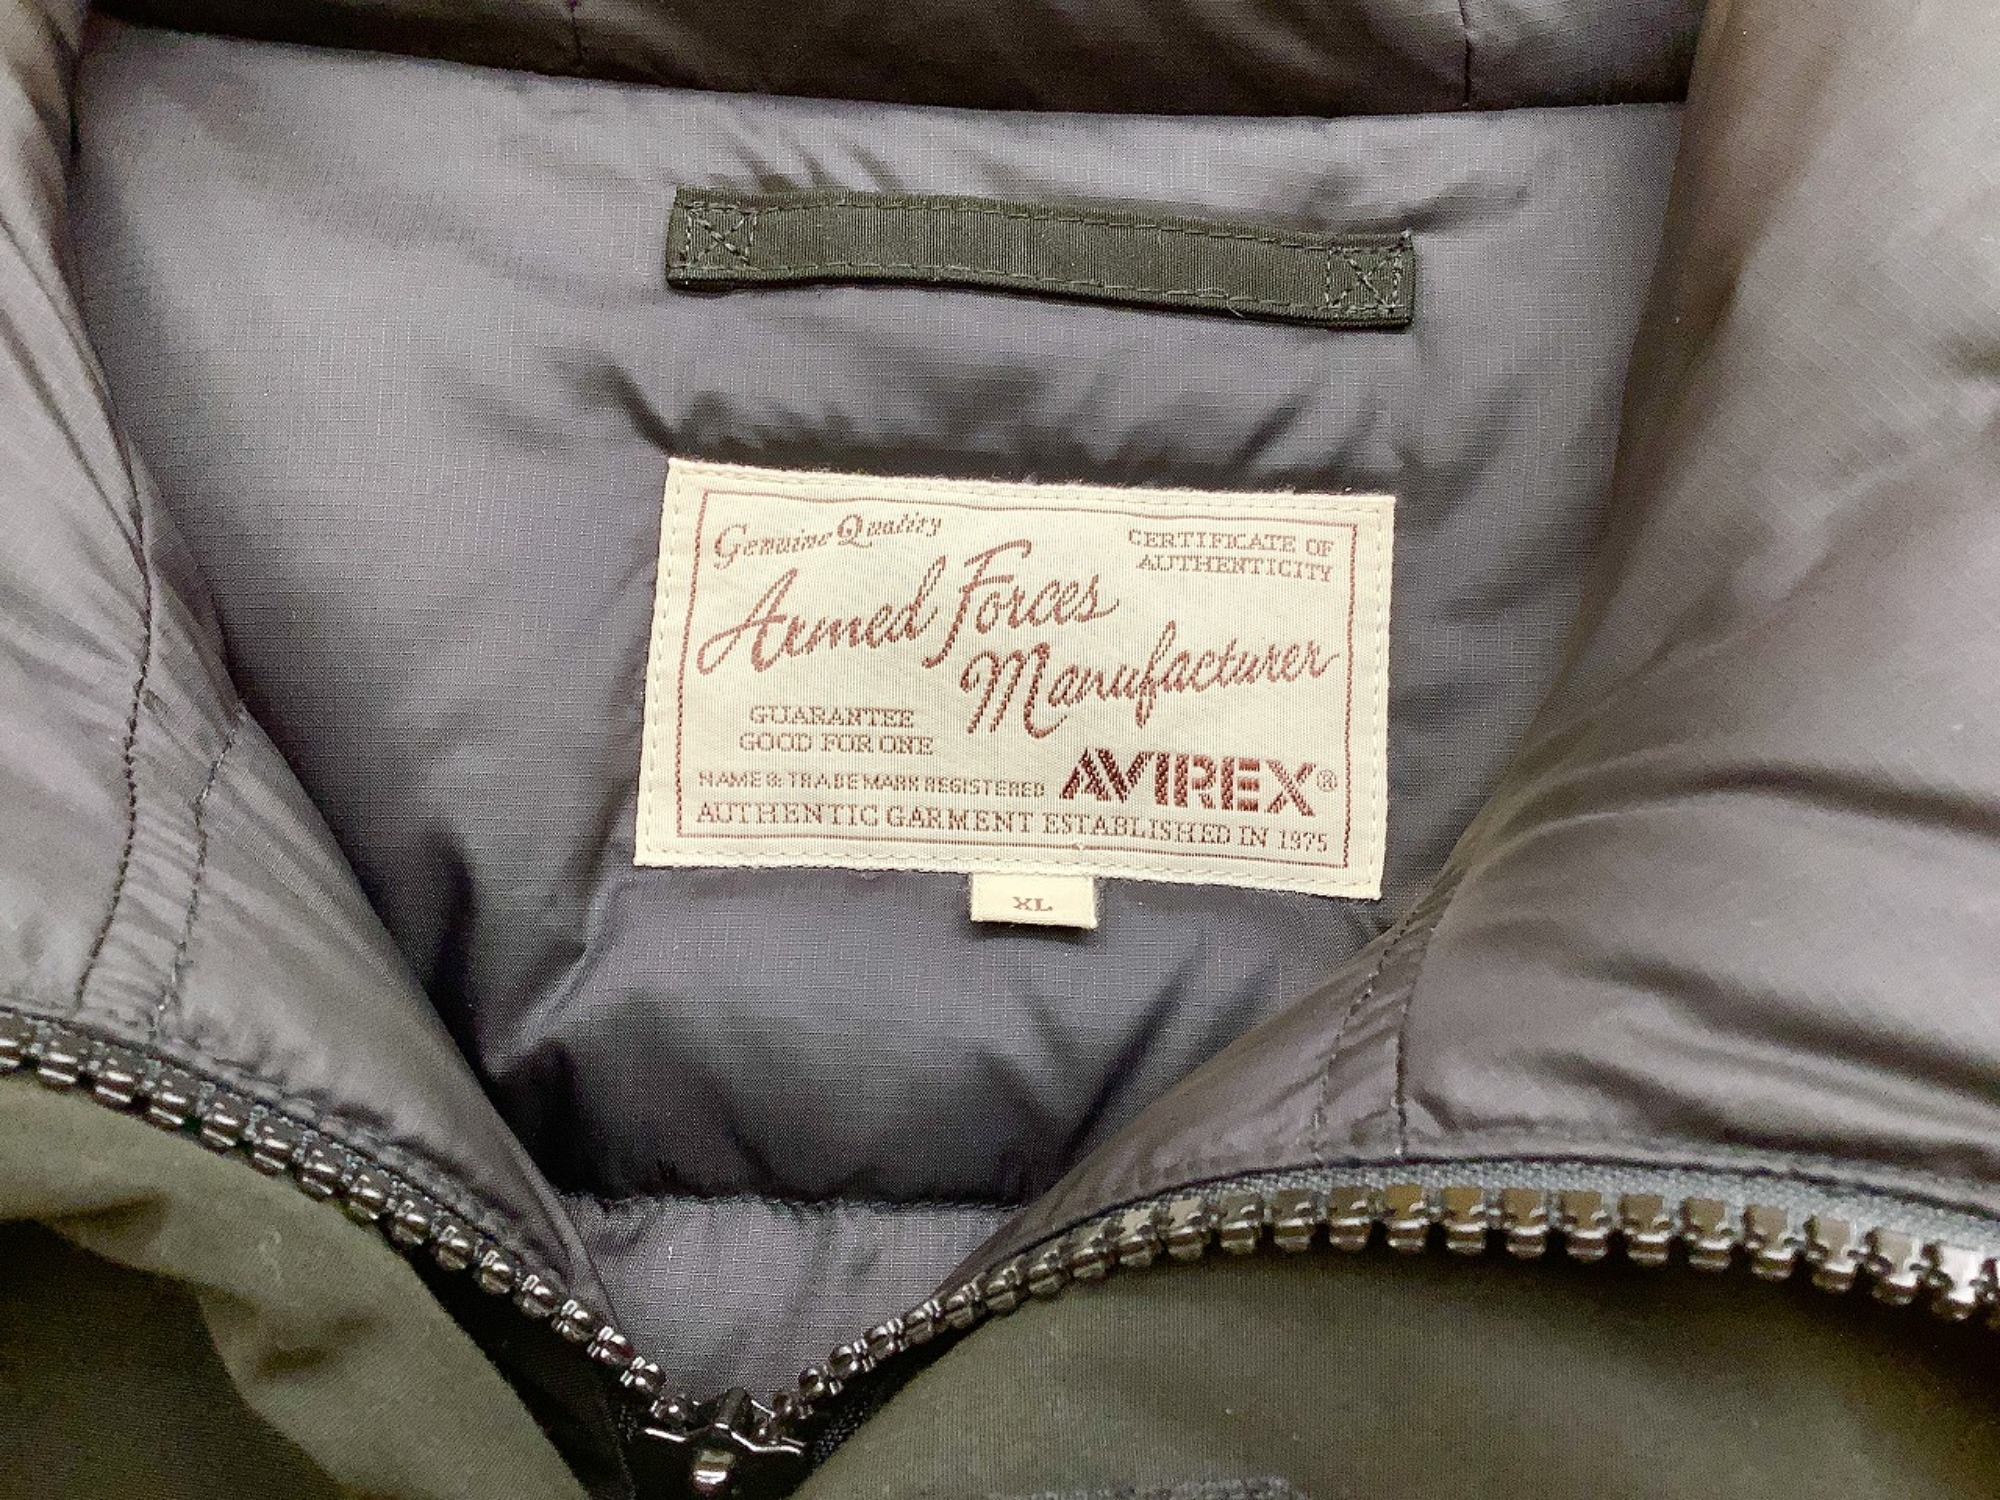 Genuine Quality
CERTIFICATE OF
AUTHENTICITY
Armed Forces
Manufacturer
GUARANTEE
GOOD FOR ONE
NAME & TRADE MARK REGISTERED
AVIREX®
AUTHENTIC GARMENT ESTABLISHED IN 1975
XL